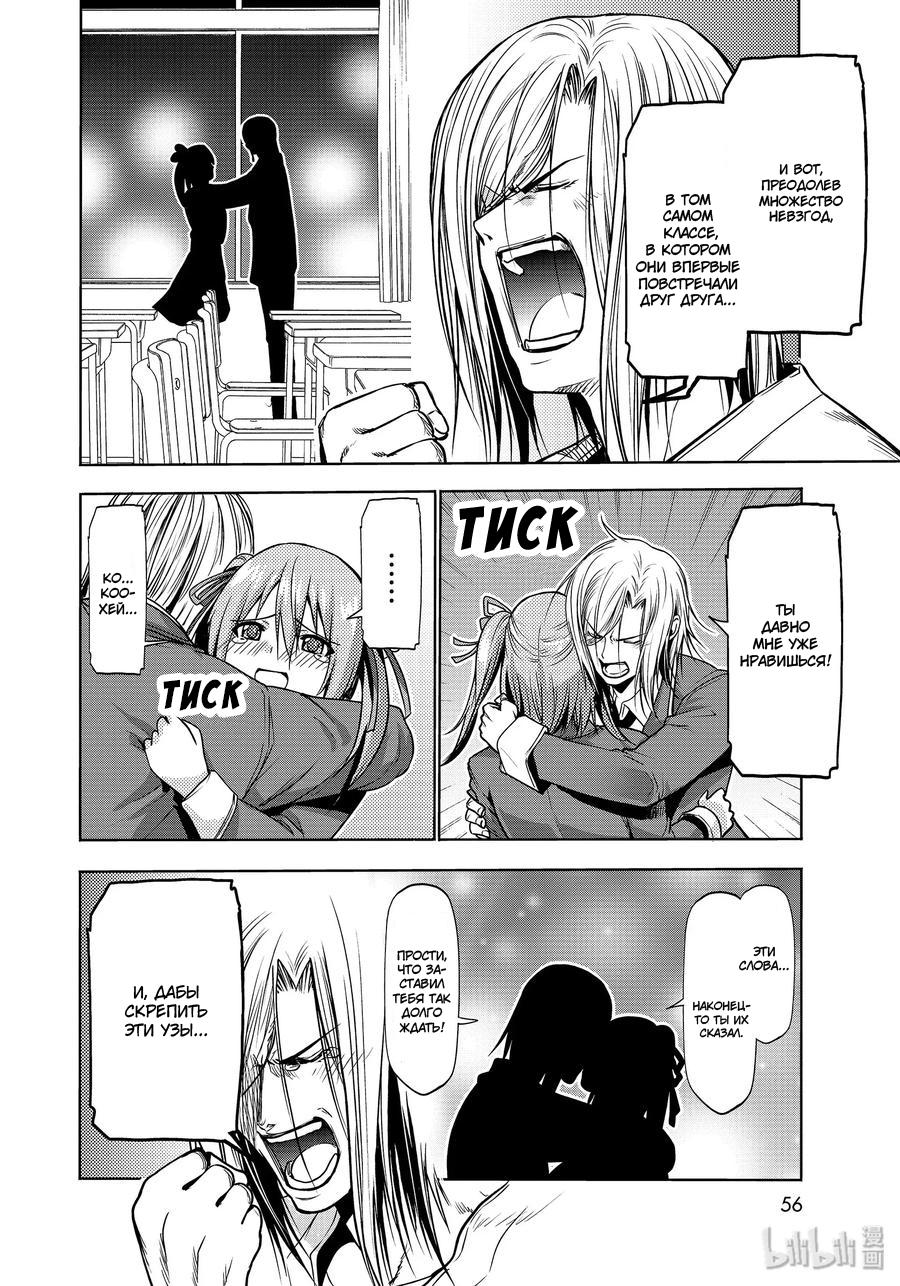 И ВОТ,
ПРЕОДОЛЕВ
МНОЖЕСТВО
НЕВЗГОД,
В ТОМ
САМОМ
КЛАССЕ,
В КОТОРОМ
ОНИ ВПЕРВЫЕ
ПОВСТРЕЧАЛИ
ДРУГ ДРУГА...
ТИСК
ТЫ
ДАВНО
МНЕ УЖЕ
НРАВИШЬСЯ!
........
КО...
КОО-
ХЕЙ...
ТИСК
ЭТИ
СЛОВА...
НАКОНЕЦ-
ТО ТЫ ИХ
СКАЗАЛ.
ПРОСТИ,
ЧТО ЗА-
СТАВИЛ
ТЕБЯ ТАК
ДОЛГО
ЖДАТЬ!
И, ДАБЫ
СКРЕПИТЬ
ЭТИ УЗЫ...
56
bilibili 漫画